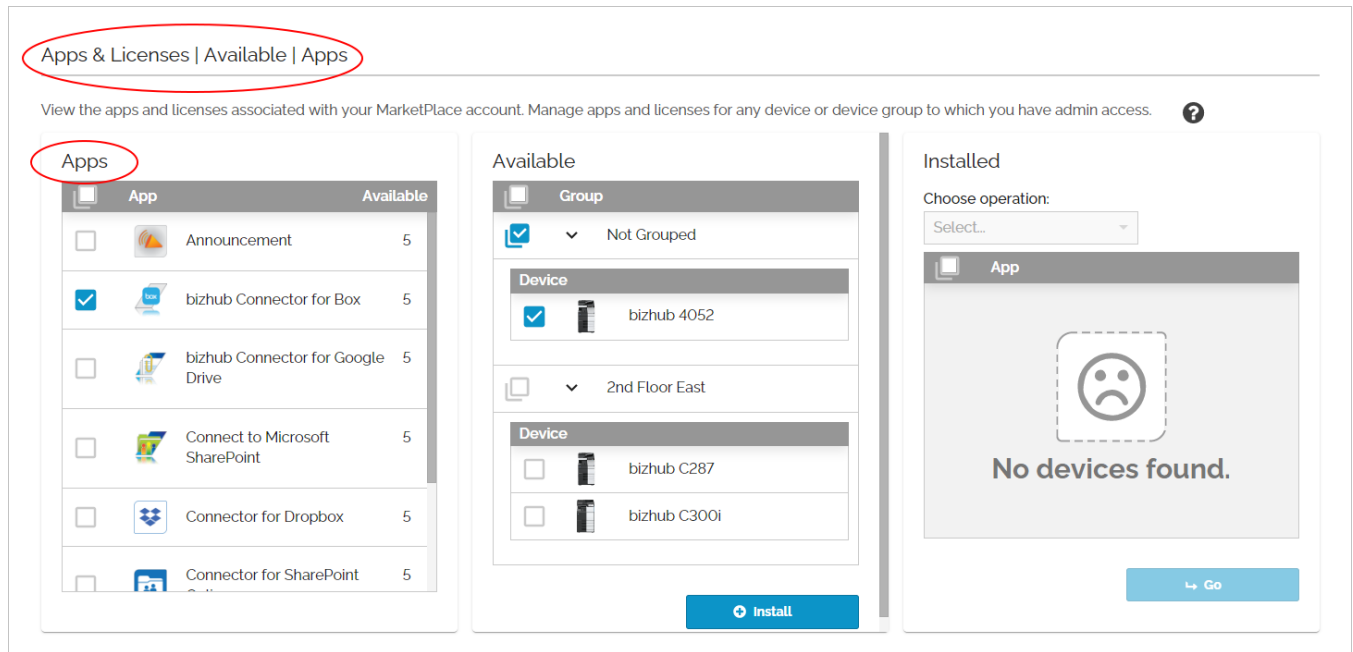 Apps & Licenses | Available | Apps
View the apps and licenses associated with your MarketPlace account. Manage apps and licenses for any device or device group to which you have admin access.
?
Apps
App Available
Announcement 5
box
bizhub Connector for Box 5
bizhub Connector for Google 5
Drive
Connect to Microsoft 5
SharePoint
Connector for Dropbox 5
Connector for SharePoint 5
Available
Group
Not Grouped
Device
bizhub 4052
2nd Floor East
Device
bizhub C287
bizhub C300i
Install
Installed
Choose operation:
Select...
App
No devices found.
Go